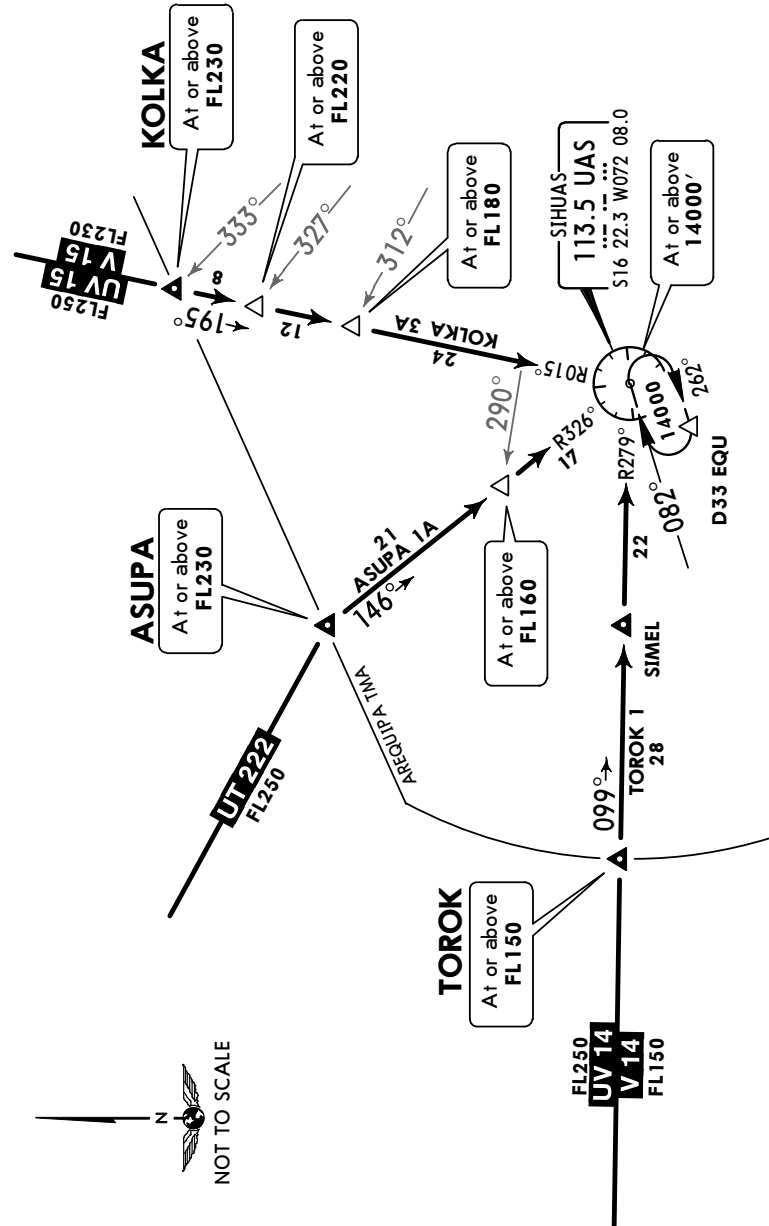 KOLKA
At or above
FL230
V 15
FL230
UV 15
FL250
333°
8
195°
At or above
FL220
327°
12
At or above
FL180
312°
KOLKA 3A
24
R015°
SIHUAS
113.5 UAS
S16 22.3 W072 08.0
At or above
14000'
14000
262°
082°
D33 EQU
ASUPA
At or above
FL230
UT 222
FL250
21
ASUPA 1A
146°
290°
At or above
FL160
R326°
17
AREQUIPA TMA
TOROK
At or above
FL150
FL250
UV 14
V 14
FL150
099°
TOROK 1
28
SIMEL
22
R279°
N
NOT TO SCALE